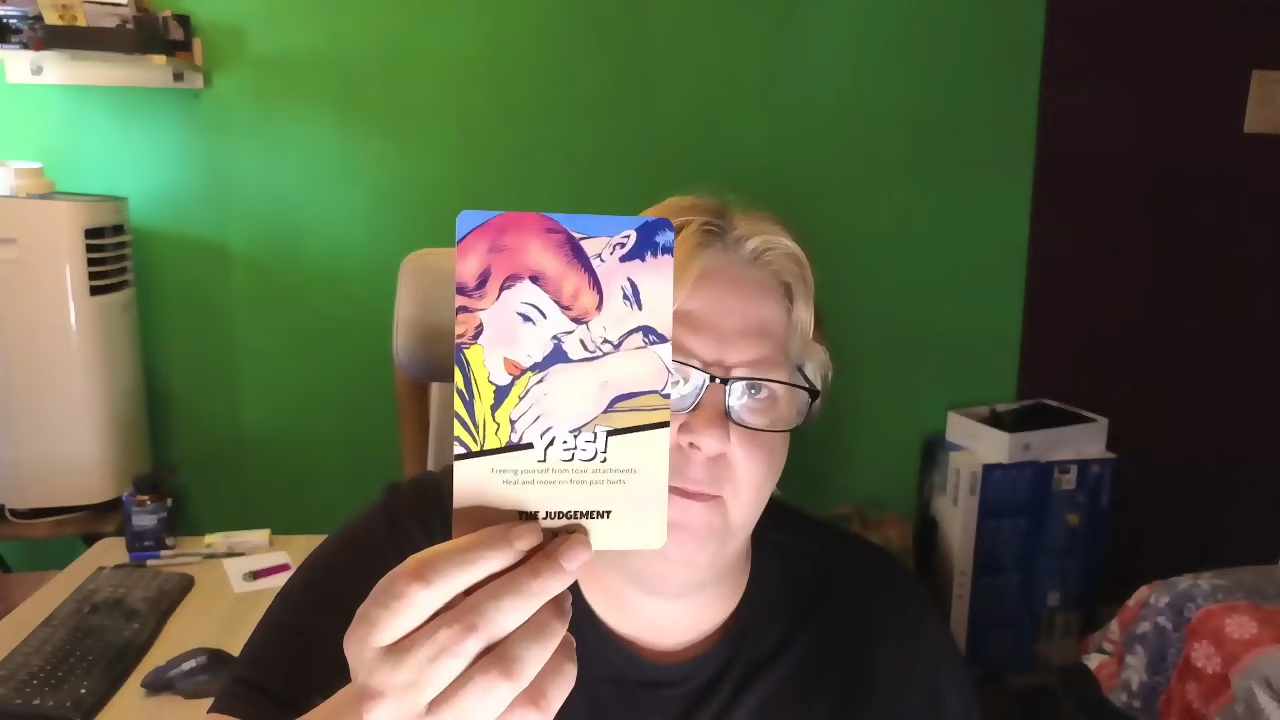 Yes!
Freeing yourself from toxic attachments
Heal and move on from past hurts
THE JUDGEMENT